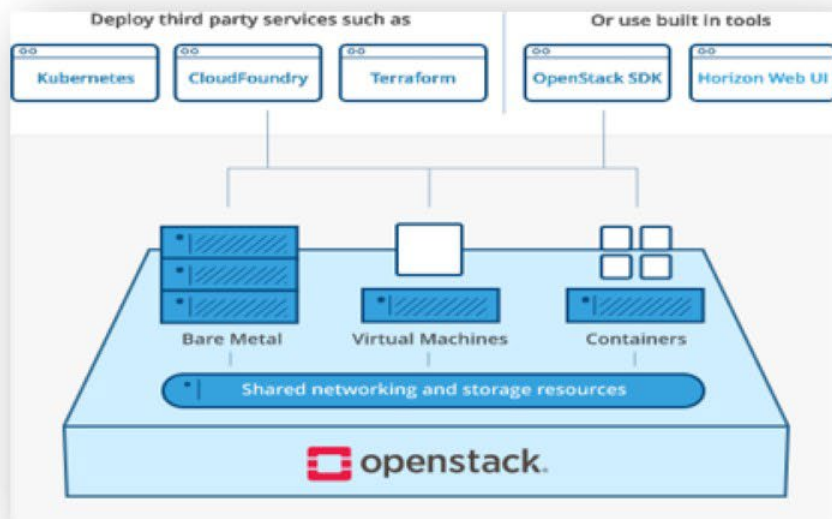 Deploy third party services such as
Or use built in tools
Kubernetes
CloudFoundry
Terraform
OpenStack SDK
Horizon Web UI
Bare Metal
Virtual Machines
Containers
Shared networking and storage resources
openstack.